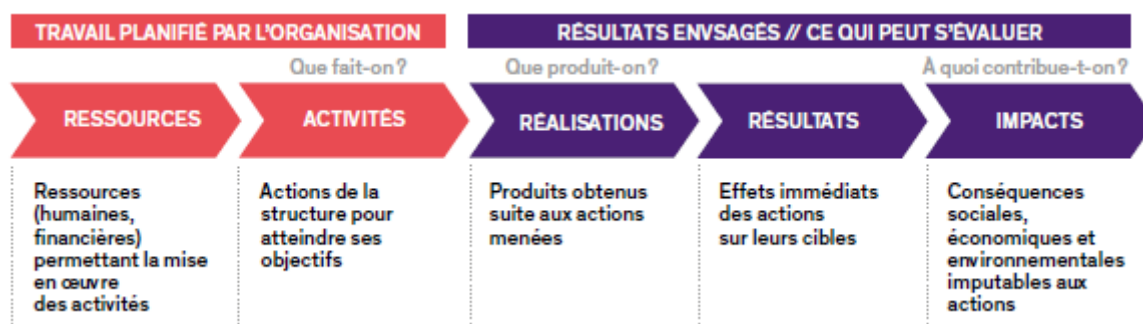 TRAVAIL PLANIFIÉ PAR L'ORGANISATION
RÉSULTATS ENVSAGÉS // CE QUI PEUT S'ÉVALUER
Que fait-on ?
Que produit-on ?
À quoi contribue-t-on ?
RESSOURCES
ACTIVITÉS
RÉALISATIONS
RÉSULTATS
IMPACTS
Ressources
(humaines,
financières)
permettant la mise
en œuvre
des activités
Actions de la
structure pour
atteindre ses
objectifs
Produits obtenus
suite aux actions
menées
Effets immédiats
des actions
sur leurs cibles
Conséquences
sociales,
économiques et
environnementales
imputables aux
actions